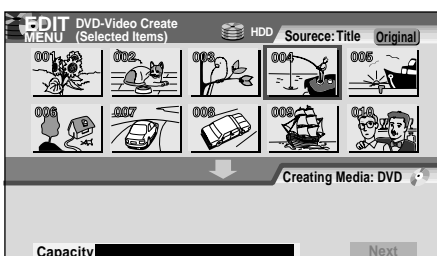 EDIT MENU DVD-Video Create (Selected Items) HDD Sourece: Title Original
001 002 003 004 005
006 007 008 009 010
Creating Media: DVD
Capacity Next